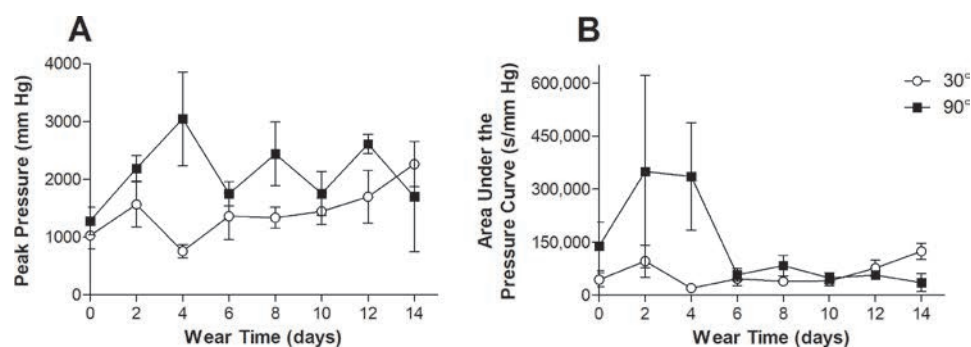 A
Peak Pressure (mm Hg)
4000
3000
2000
1000
0
0 2 4 6 8 10 12 14
Wear Time (days)
B
Area Under the
Pressure Curve (s/mm Hg)
600,000
450,000
300,000
150,000
0
0 2 4 6 8 10 12 14
Wear Time (days)
30°
90°